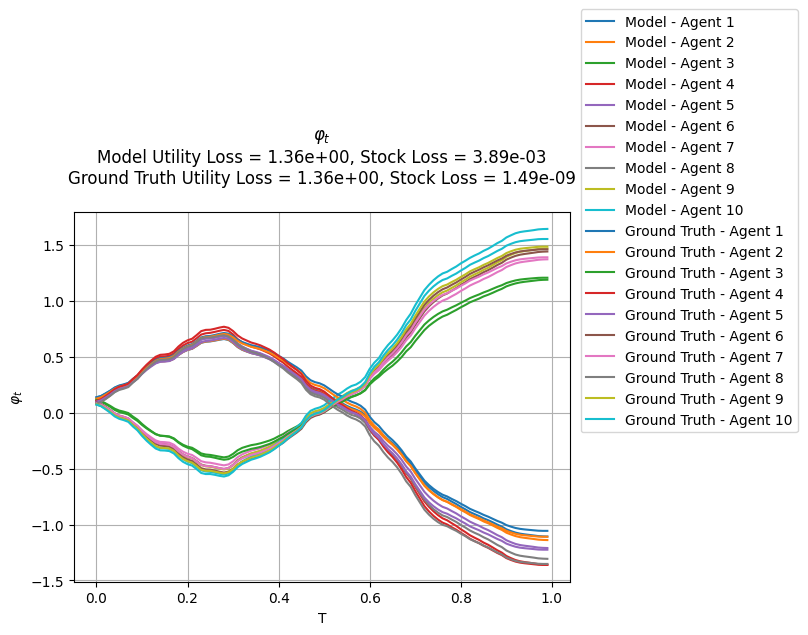 φt
Model Utility Loss = 1.36e+00, Stock Loss = 3.89e-03
Ground Truth Utility Loss = 1.36e+00, Stock Loss = 1.49e-09
Model - Agent 1
Model - Agent 2
Model - Agent 3
Model - Agent 4
Model - Agent 5
Model - Agent 6
Model - Agent 7
Model - Agent 8
Model - Agent 9
Model - Agent 10
Ground Truth - Agent 1
Ground Truth - Agent 2
Ground Truth - Agent 3
Ground Truth - Agent 4
Ground Truth - Agent 5
Ground Truth - Agent 6
Ground Truth - Agent 7
Ground Truth - Agent 8
Ground Truth - Agent 9
Ground Truth - Agent 10
φt
1.5
1.0
0.5
0.0
−0.5
−1.0
−1.5
0.0 0.2 0.4 0.6 0.8 1.0
T